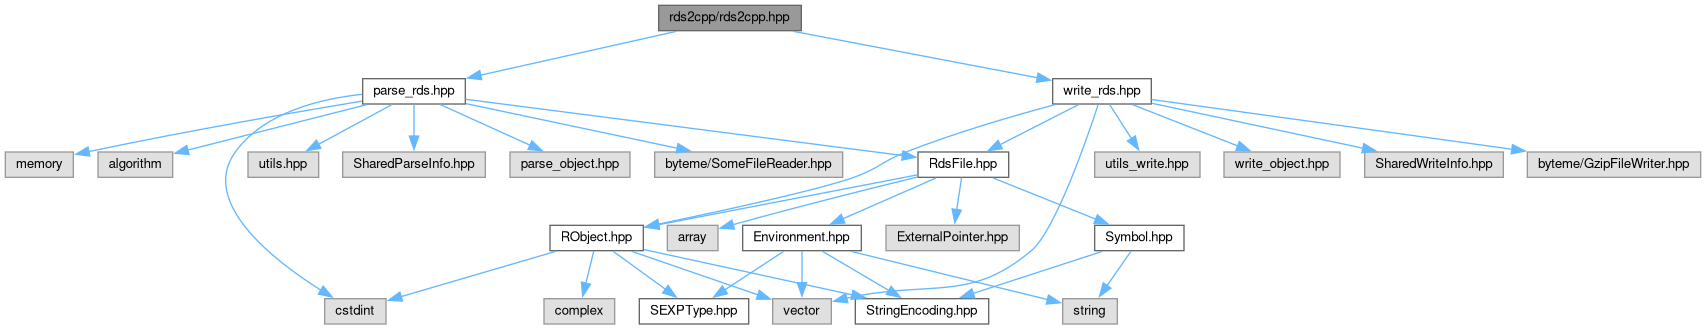 rds2cpp/rds2cpp.hpp
parse_rds.hpp
write_rds.hpp
memory
algorithm
utils.hpp
SharedParseInfo.hpp
parse_object.hpp
byteme/SomeFileReader.hpp
RdsFile.hpp
utils_write.hpp
write_object.hpp
SharedWriteInfo.hpp
byteme/GzipFileWriter.hpp
RObject.hpp
array
Environment.hpp
ExternalPointer.hpp
Symbol.hpp
cstdint
complex
SEXPType.hpp
vector
StringEncoding.hpp
string